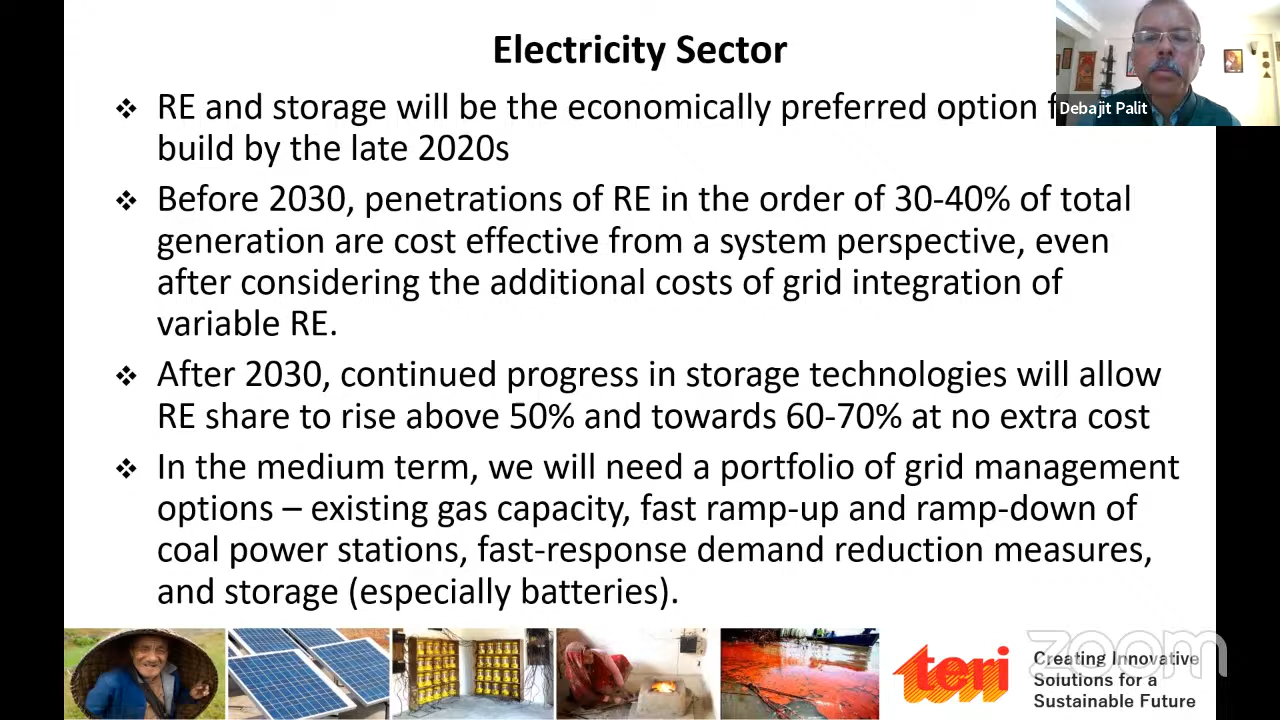 Electricity Sector
Debajit Palit
❖ RE and storage will be the economically preferred option
build by the late 2020s
❖ Before 2030, penetrations of RE in the order of 30-40% of total
generation are cost effective from a system perspective, even
after considering the additional costs of grid integration of
variable RE.
❖ After 2030, continued progress in storage technologies will allow
RE share to rise above 50% and towards 60-70% at no extra cost
❖ In the medium term, we will need a portfolio of grid management
options – existing gas capacity, fast ramp-up and ramp-down of
coal power stations, fast-response demand reduction measures,
and storage (especially batteries).
teri
zoom
Creating Innovative
Solutions for a
Sustainable Future